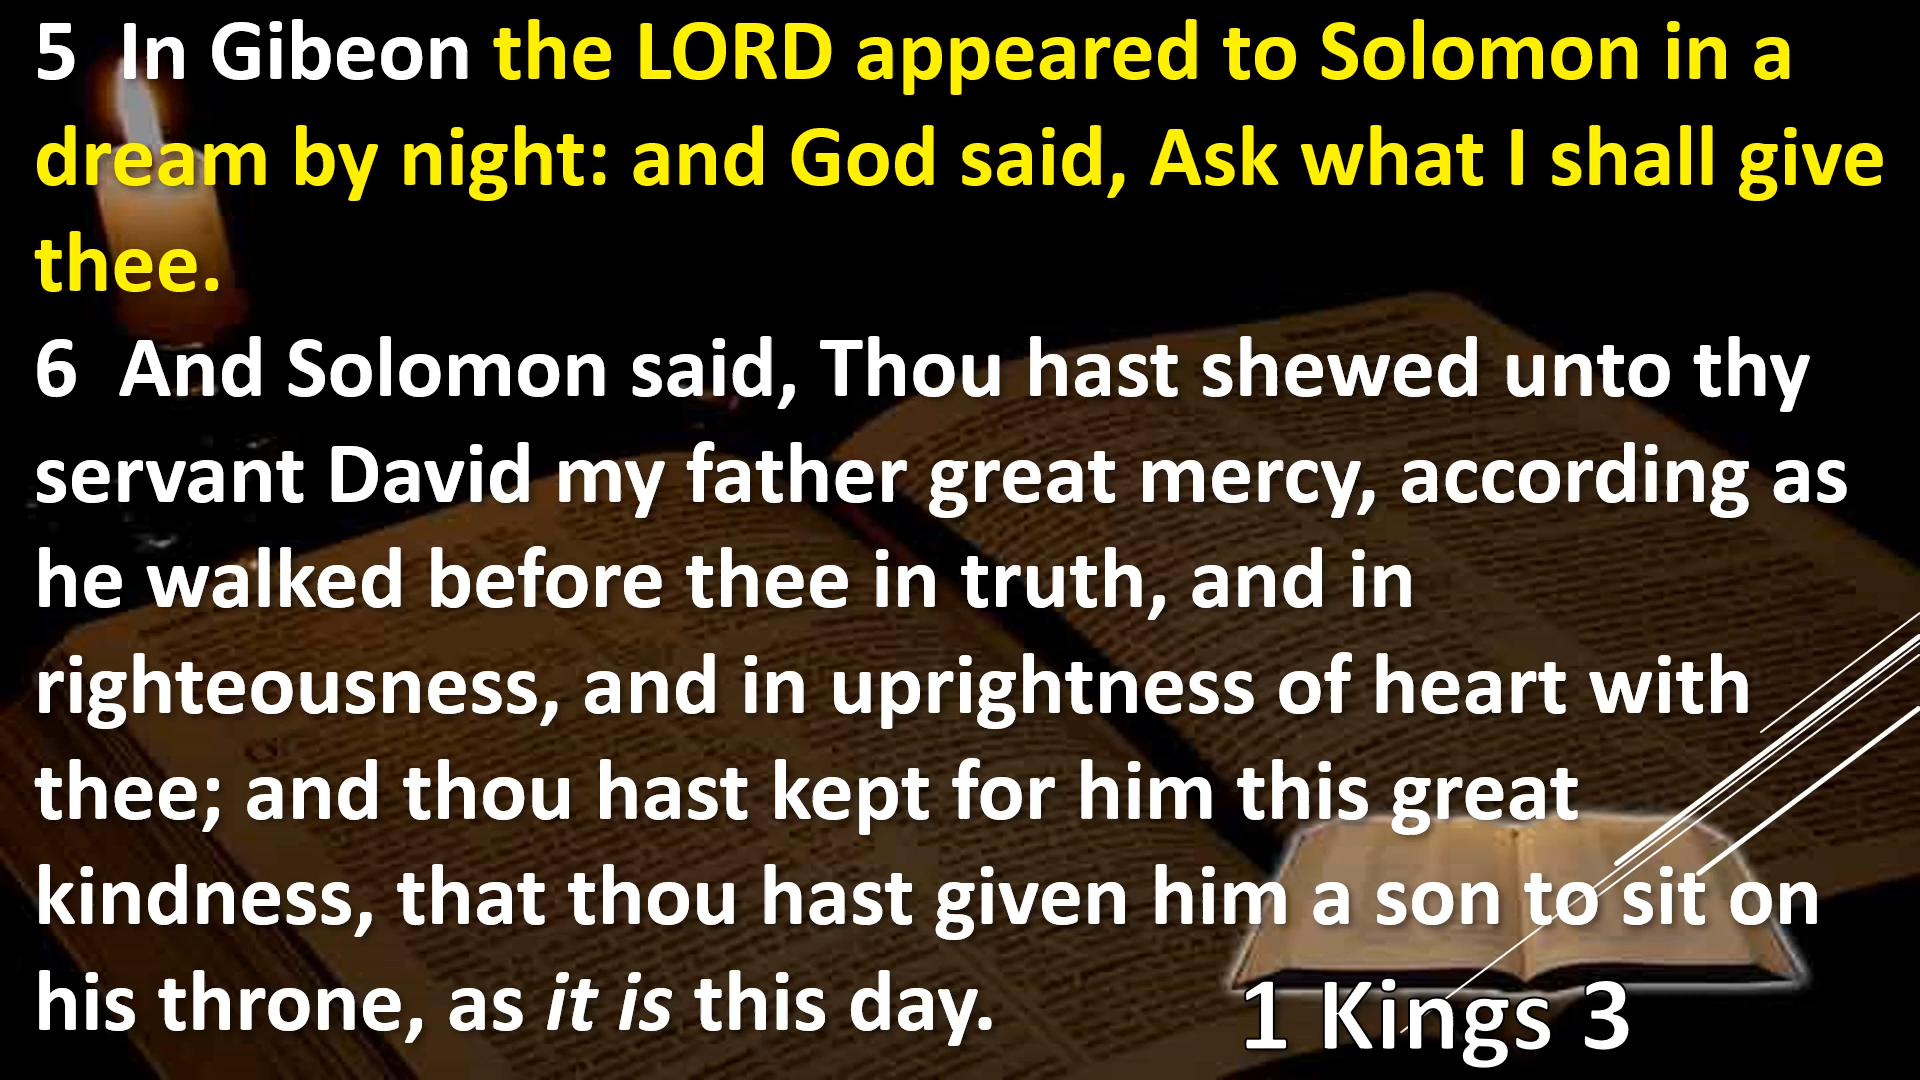 5  In Gibeon the LORD appeared to Solomon in a
dream by night: and God said, Ask what I shall give
thee.
6  And Solomon said, Thou hast shewed unto thy
servant David my father great mercy, according as
he walked before thee in truth, and in
righteousness, and in uprightness of heart with
thee; and thou hast kept for him this great
kindness, that thou hast given him a son to sit on
his throne, as it is this day.
1 Kings 3